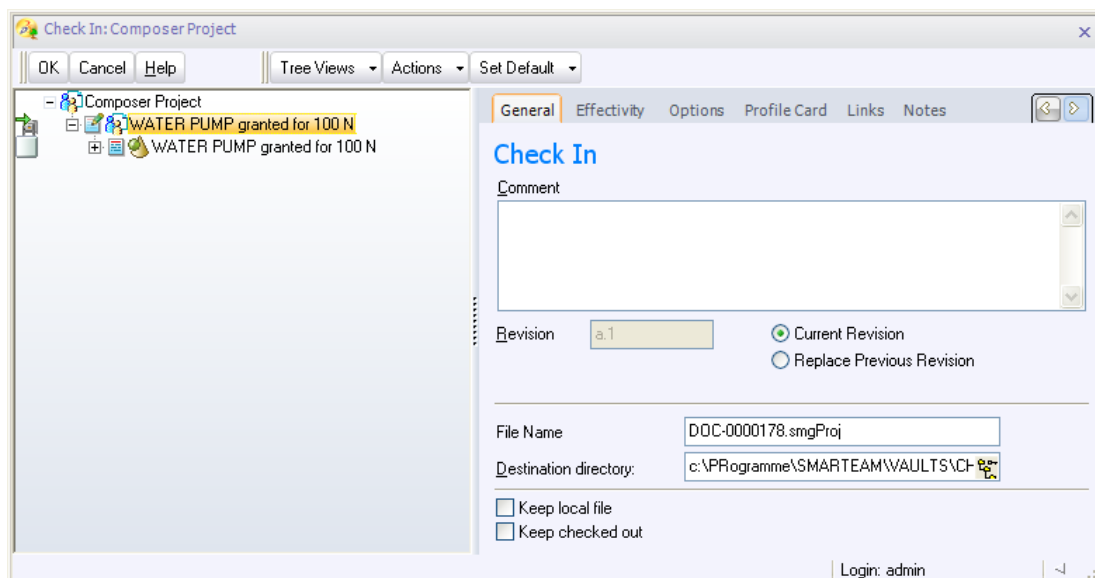 Check In: Composer Project
OK Cancel Help Tree Views Actions Set Default
Composer Project
WATER PUMP granted for 100 N
WATER PUMP granted for 100 N
General Effectivity Options Profile Card Links Notes
Check In
Comment
Revision a.1 Current Revision
Replace Previous Revision
File Name DOC-0000178.smgProj
Destination directory: c:\PRogramme\SMARTEAM\VAULTS\CH
Keep local file
Keep checked out
Login: admin